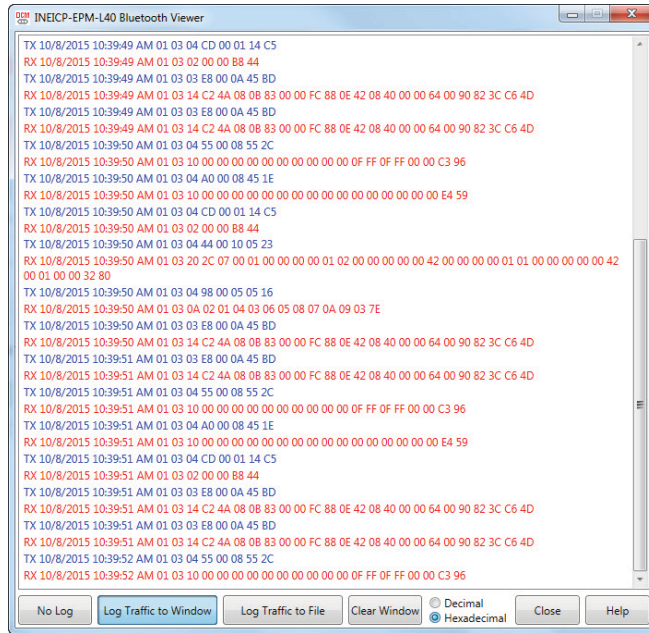 DCM INEICP-EPM-L40 Bluetooth Viewer
TX 10/8/2015 10:39:49 AM 01 03 04 CD 00 01 14 C5
RX 10/8/2015 10:39:49 AM 01 03 02 00 00 B8 44
TX 10/8/2015 10:39:49 AM 01 03 03 E8 00 0A 45 BD
RX 10/8/2015 10:39:49 AM 01 03 14 C2 4A 08 0B 83 00 00 FC 88 0E 42 08 40 00 00 64 00 90 82 3C C6 4D
TX 10/8/2015 10:39:49 AM 01 03 03 E8 00 0A 45 BD
RX 10/8/2015 10:39:49 AM 01 03 14 C2 4A 08 0B 83 00 00 FC 88 0E 42 08 40 00 00 64 00 90 82 3C C6 4D
TX 10/8/2015 10:39:50 AM 01 03 04 55 00 08 55 2C
RX 10/8/2015 10:39:50 AM 01 03 10 00 00 00 00 00 00 00 00 00 00 0F FF 0F FF 00 00 C3 96
TX 10/8/2015 10:39:50 AM 01 03 04 A0 00 08 45 1E
RX 10/8/2015 10:39:50 AM 01 03 10 00 00 00 00 00 00 00 00 00 00 00 00 00 00 00 00 E4 59
TX 10/8/2015 10:39:50 AM 01 03 04 CD 00 01 14 C5
RX 10/8/2015 10:39:50 AM 01 03 02 00 00 B8 44
TX 10/8/2015 10:39:50 AM 01 03 04 44 00 10 05 23
RX 10/8/2015 10:39:50 AM 01 03 20 2C 07 00 01 00 00 00 00 01 02 00 00 00 00 00 42 00 00 00 00 01 01 00 00 00 00 00 42
00 01 00 00 32 80
TX 10/8/2015 10:39:50 AM 01 03 04 98 00 05 05 16
RX 10/8/2015 10:39:50 AM 01 03 0A 02 01 04 03 06 05 08 07 0A 09 03 7E
TX 10/8/2015 10:39:50 AM 01 03 03 E8 00 0A 45 BD
RX 10/8/2015 10:39:50 AM 01 03 14 C2 4A 08 0B 83 00 00 FC 88 0E 42 08 40 00 00 64 00 90 82 3C C6 4D
TX 10/8/2015 10:39:51 AM 01 03 03 E8 00 0A 45 BD
RX 10/8/2015 10:39:51 AM 01 03 14 C2 4A 08 0B 83 00 00 FC 88 0E 42 08 40 00 00 64 00 90 82 3C C6 4D
TX 10/8/2015 10:39:51 AM 01 03 04 55 00 08 55 2C
RX 10/8/2015 10:39:51 AM 01 03 10 00 00 00 00 00 00 00 00 00 00 0F FF 0F FF 00 00 C3 96
TX 10/8/2015 10:39:51 AM 01 03 04 A0 00 08 45 1E
RX 10/8/2015 10:39:51 AM 01 03 10 00 00 00 00 00 00 00 00 00 00 00 00 00 00 00 00 E4 59
TX 10/8/2015 10:39:51 AM 01 03 04 CD 00 01 14 C5
RX 10/8/2015 10:39:51 AM 01 03 02 00 00 B8 44
TX 10/8/2015 10:39:51 AM 01 03 03 E8 00 0A 45 BD
RX 10/8/2015 10:39:51 AM 01 03 14 C2 4A 08 0B 83 00 00 FC 88 0E 42 08 40 00 00 64 00 90 82 3C C6 4D
TX 10/8/2015 10:39:51 AM 01 03 03 E8 00 0A 45 BD
RX 10/8/2015 10:39:51 AM 01 03 14 C2 4A 08 0B 83 00 00 FC 88 0E 42 08 40 00 00 64 00 90 82 3C C6 4D
TX 10/8/2015 10:39:52 AM 01 03 04 55 00 08 55 2C
RX 10/8/2015 10:39:52 AM 01 03 10 00 00 00 00 00 00 00 00 00 00 0F FF 0F FF 00 00 C3 96
No Log
Log Traffic to Window
Log Traffic to File
Clear Window
Decimal
Hexadecimal
Close
Help